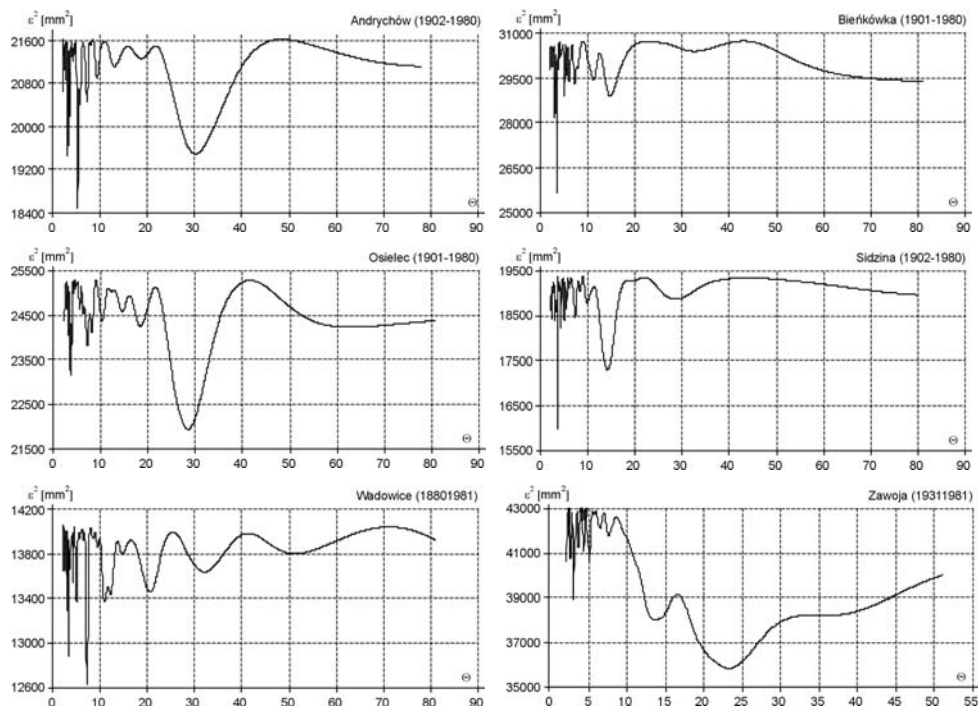 ε² [mm²] Andrychów (1902-1980)
21600
20800
20000
19200
18400
Θ
0 10 20 30 40 50 60 70 80 90
ε² [mm²] Bieńkówka (1901-1980)
31000
29500
28000
26500
25000
Θ
0 10 20 30 40 50 60 70 80 90
ε² [mm²] Osielec (1901-1980)
25500
24500
23500
22500
21500
Θ
0 10 20 30 40 50 60 70 80 90
ε² [mm²] Sidzina (1902-1980)
19500
18500
17500
16500
15500
Θ
0 10 20 30 40 50 60 70 80 90
ε² [mm²] Wadowice (18801981)
14200
13800
13400
13000
12600
Θ
0 10 20 30 40 50 60 70 80 90
ε² [mm²] Zawoja (19311981)
43000
41000
39000
37000
35000
Θ
0 5 10 15 20 25 30 35 40 45 50 55